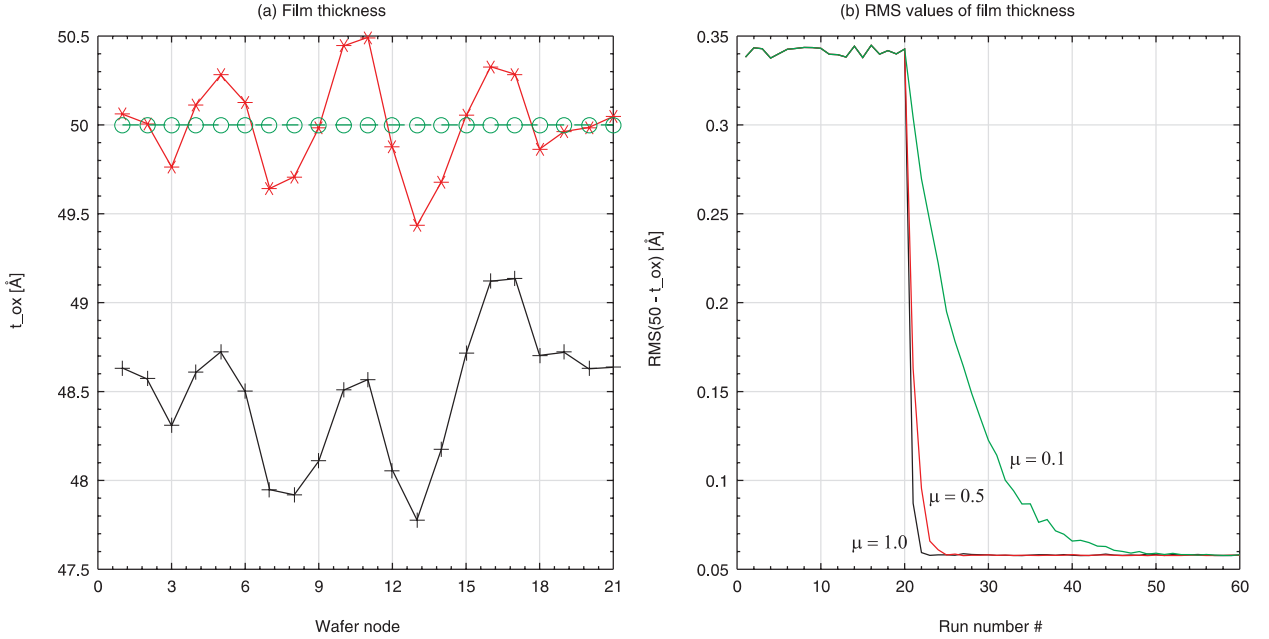 (a) Film thickness
50.5
50
49.5
49
48.5
48
47.5
0 3 6 9 12 15 18 21
t_ox [Å]
Wafer node
(b) RMS values of film thickness
0.35
0.3
0.25
0.2
0.15
0.1
0.05
0 10 20 30 40 50 60
RMS(50 - t_ox) [Å]
Run number #
μ = 0.1
μ = 0.5
μ = 1.0